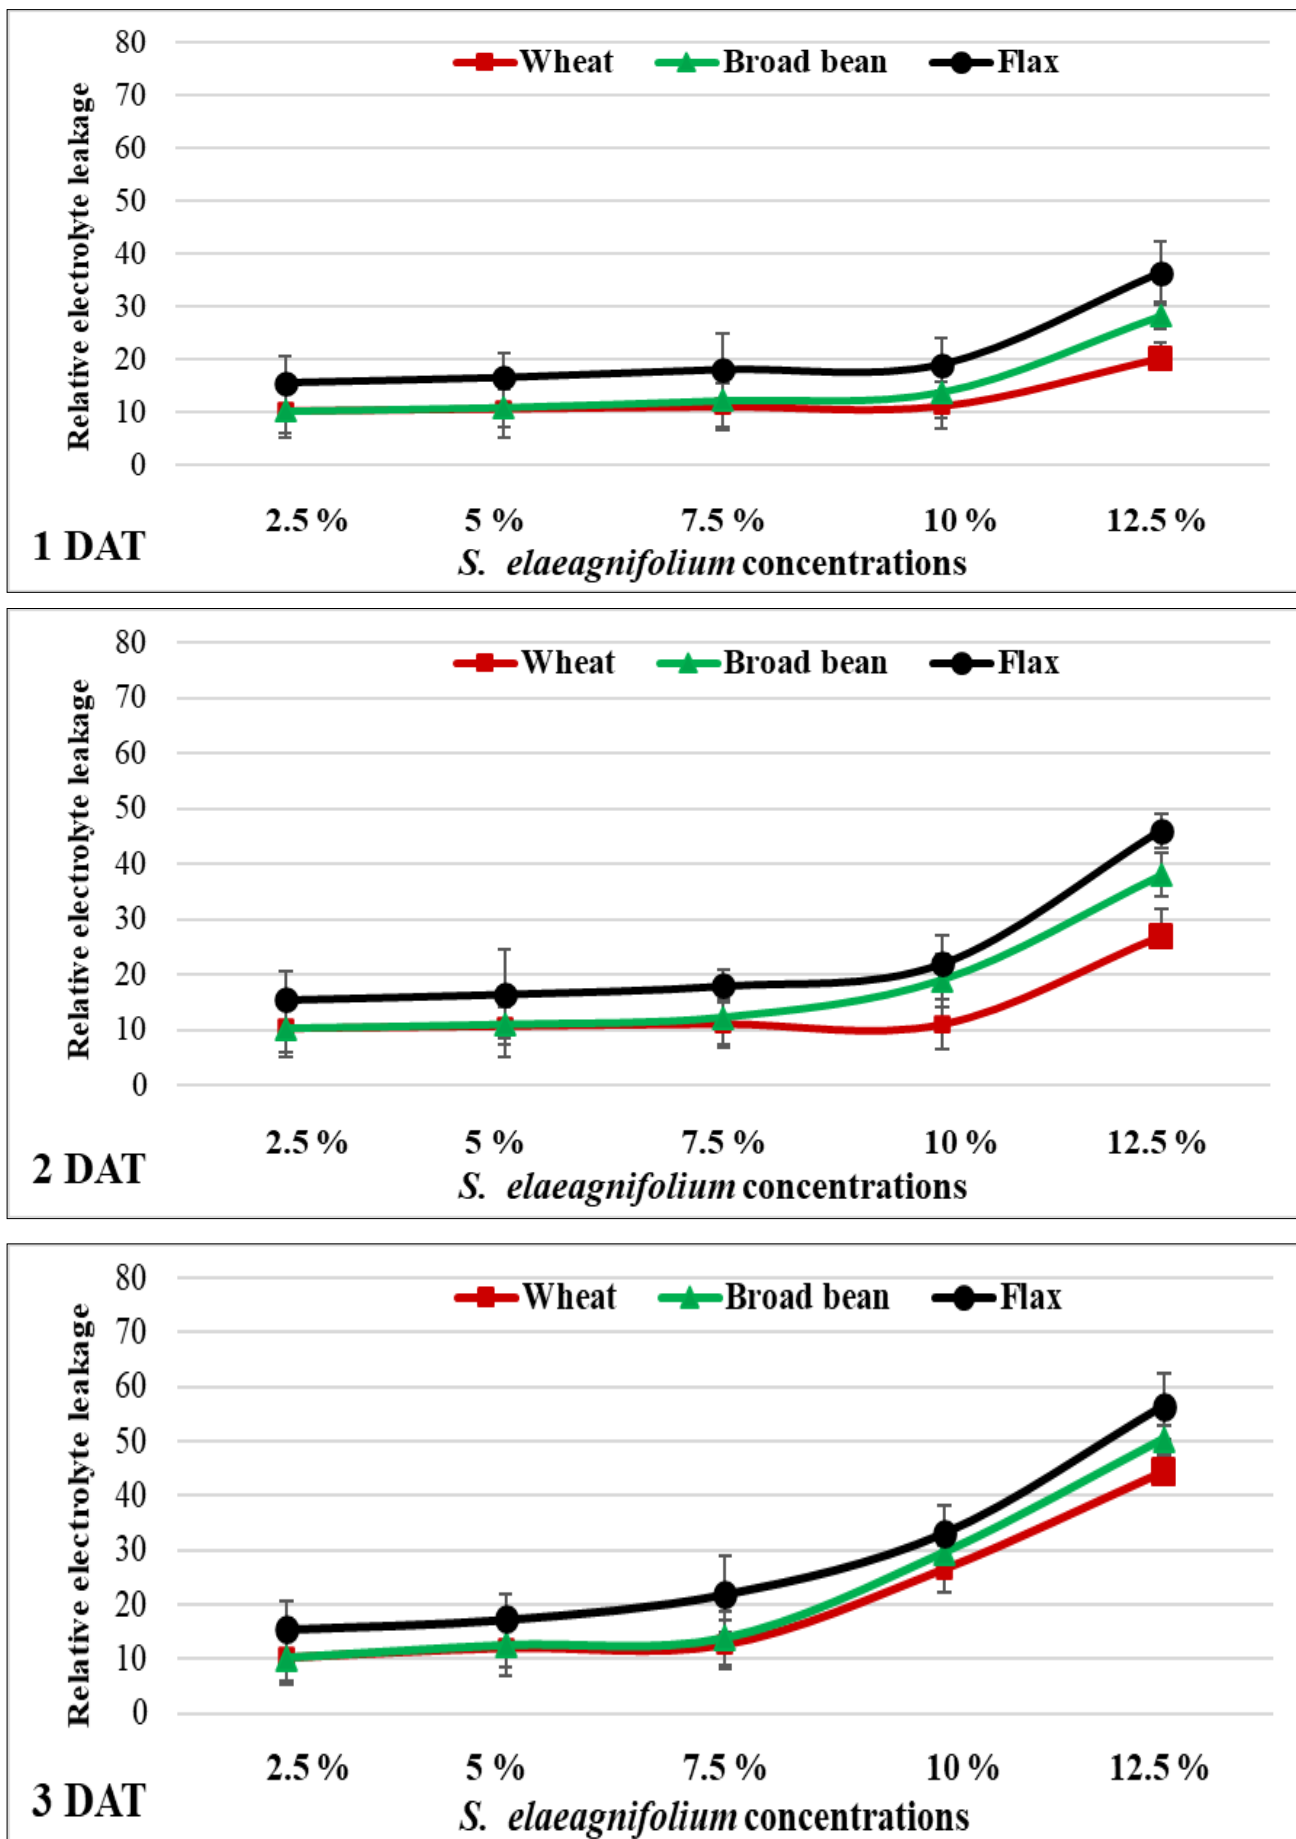 80
Wheat Broad bean Flax
70
60
50
40
30
20
10
0
Relative electrolyte leakage
2.5 % 5 % 7.5 % 10 % 12.5 %
1 DAT
S. elaeagnifolium concentrations
80
Wheat Broad bean Flax
70
60
50
40
30
20
10
0
Relative electrolyte leakage
2.5 % 5 % 7.5 % 10 % 12.5 %
2 DAT
S. elaeagnifolium concentrations
80
Wheat Broad bean Flax
70
60
50
40
30
20
10
0
Relative electrolyte leakage
2.5 % 5 % 7.5 % 10 % 12.5 %
3 DAT
S. elaeagnifolium concentrations